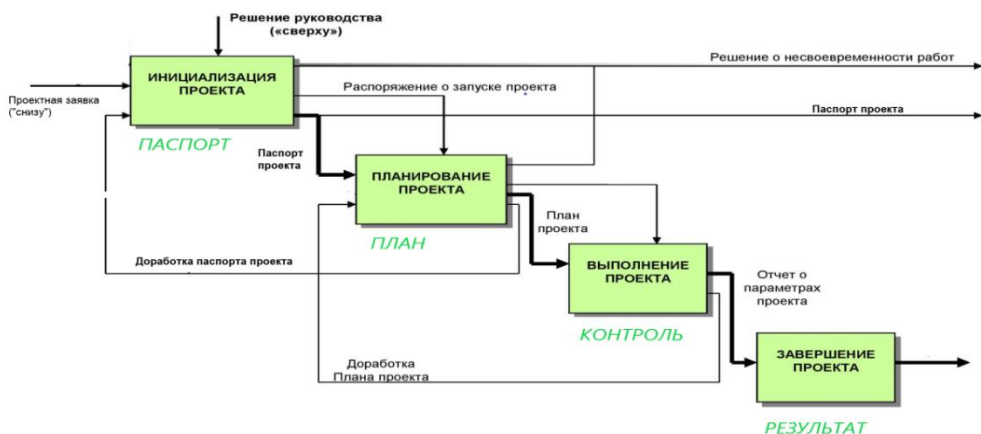 Решение руководства
(«сверху»)
ИНИЦИАЛИЗАЦИЯ
ПРОЕКТА
Решение о несвоевременности работ
Проектная заявка
("снизу")
Распоряжение о запуске проекта
Паспорт проекта
ПАСПОРТ
Паспорт
проекта
ПЛАНИРОВАНИЕ
ПРОЕКТА
ПЛАН
План
проекта
Доработка паспорта проекта
ВЫПОЛНЕНИЕ
ПРОЕКТА
Отчет о
параметрах
проекта
КОНТРОЛЬ
Доработка
Плана проекта
ЗАВЕРШЕНИЕ
ПРОЕКТА
РЕЗУЛЬТАТ